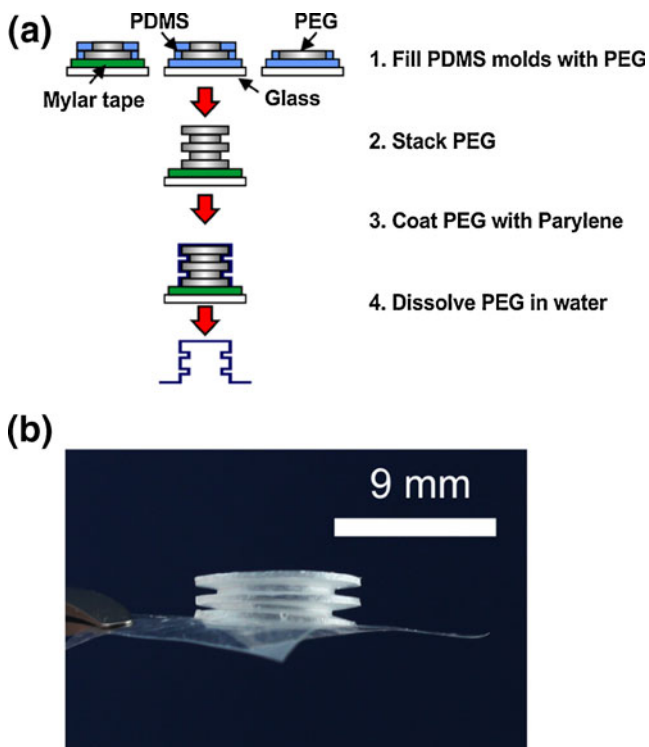 (a)
PDMS
PEG
Mylar tape
Glass
1. Fill PDMS molds with PEG
2. Stack PEG
3. Coat PEG with Parylene
4. Dissolve PEG in water
(b)
9 mm